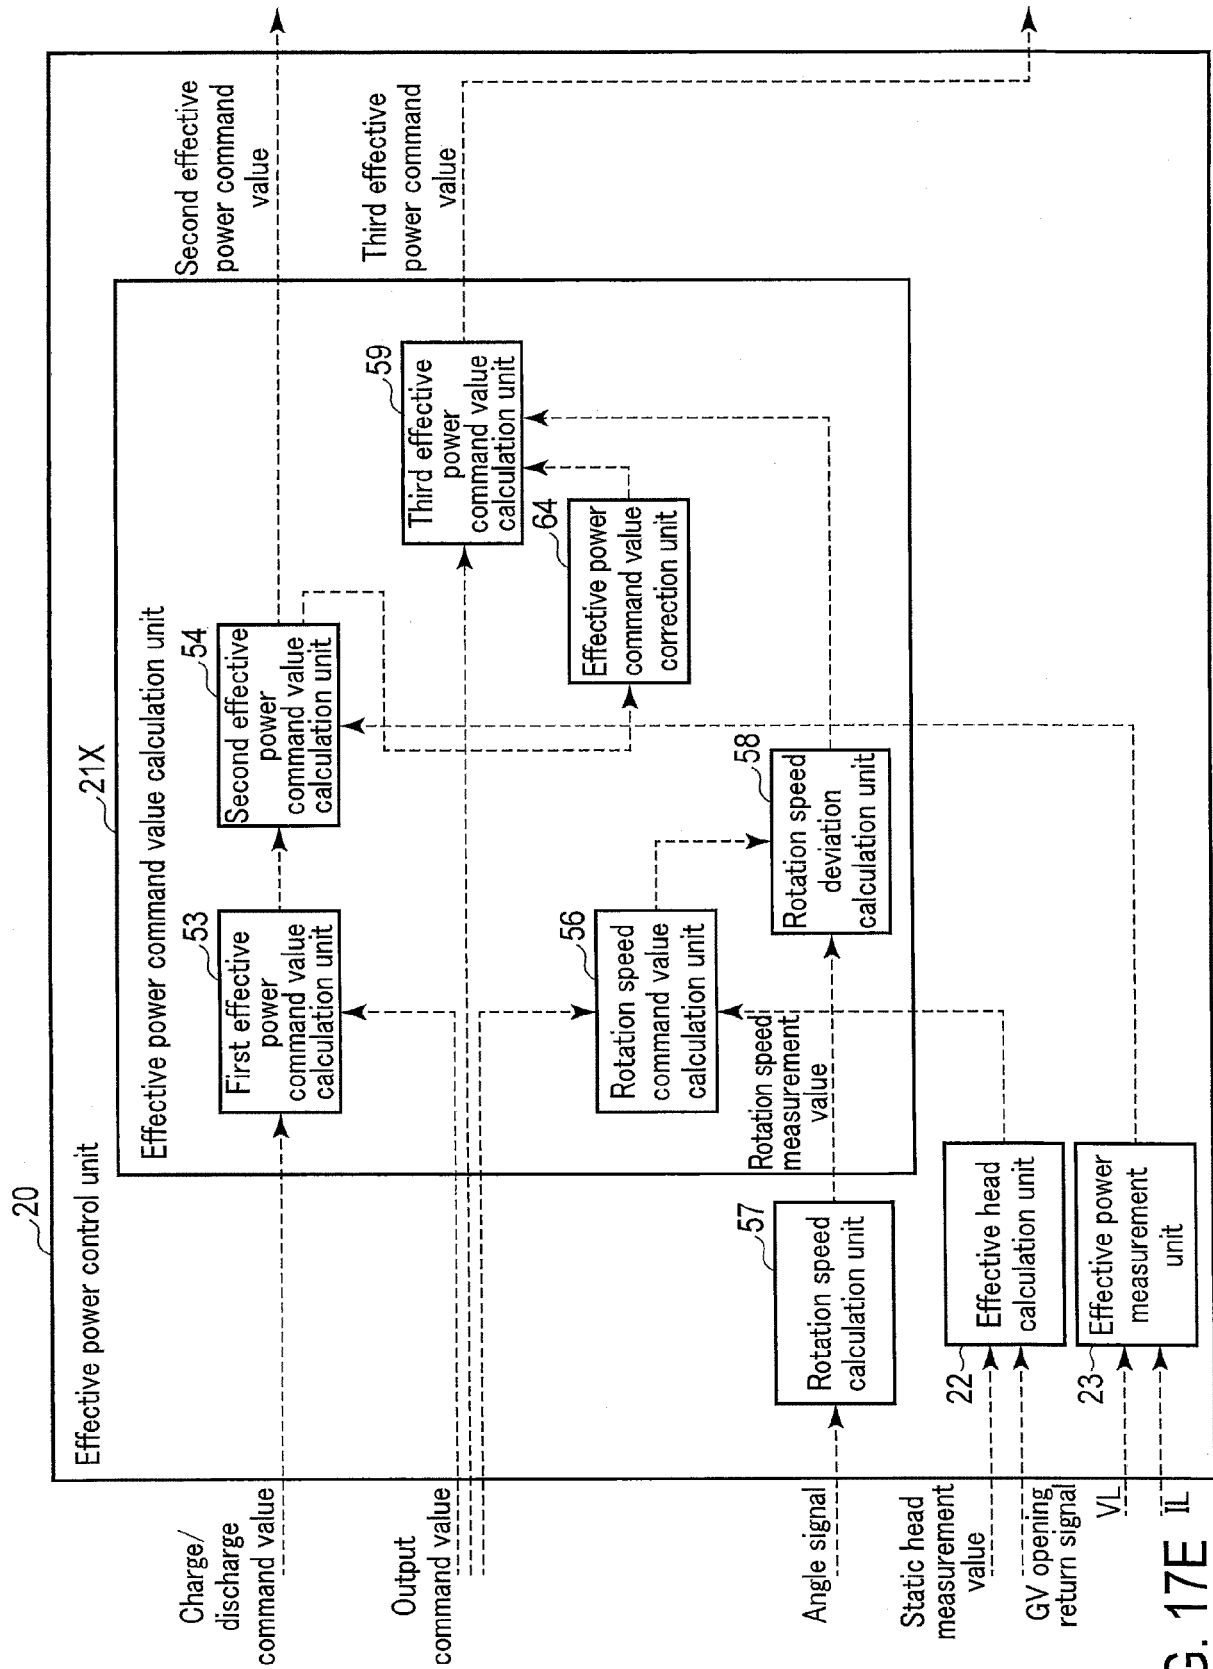 20
Effective power control unit
21X
Effective power command value calculation unit
Charge/
discharge
command value
53
First effective
power
command value
calculation unit
54
Second effective
power
command value
calculation unit
Second effective
power command
value
Output
command value
59
Third effective
power
command value
calculation unit
Third effective
power command
value
64
Effective power
command value
correction unit
56
Rotation speed
command value
calculation unit
58
Rotation speed
deviation
calculation unit
Rotation speed
measurement
value
Angle signal
57
Rotation speed
calculation unit
Static head
measurement
value
GV opening
return signal
22
Effective head
calculation unit
VL
IL
23
Effective power
measurement
unit
G. 17E